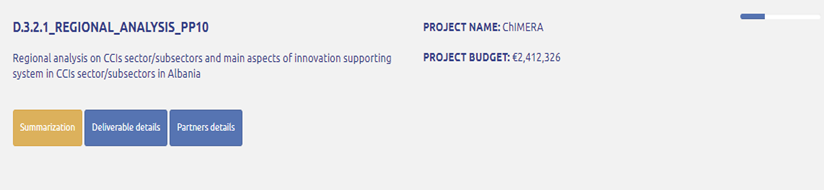 D.3.2.1_REGIONAL_ANALYSIS_PP10
Regional analysis on CCIs sector/subsectors and main aspects of innovation supporting
system in CCIs sector/subsectors in Albania
Summarization
Deliverable details
Partners details
PROJECT NAME: ChIMERA
PROJECT BUDGET: €2,412,326